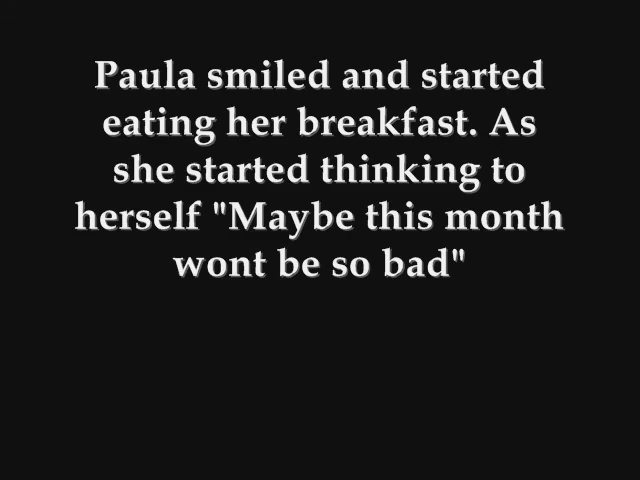 Paula smiled and started
eating her breakfast. As
she started thinking to
herself "Maybe this month
wont be so bad"